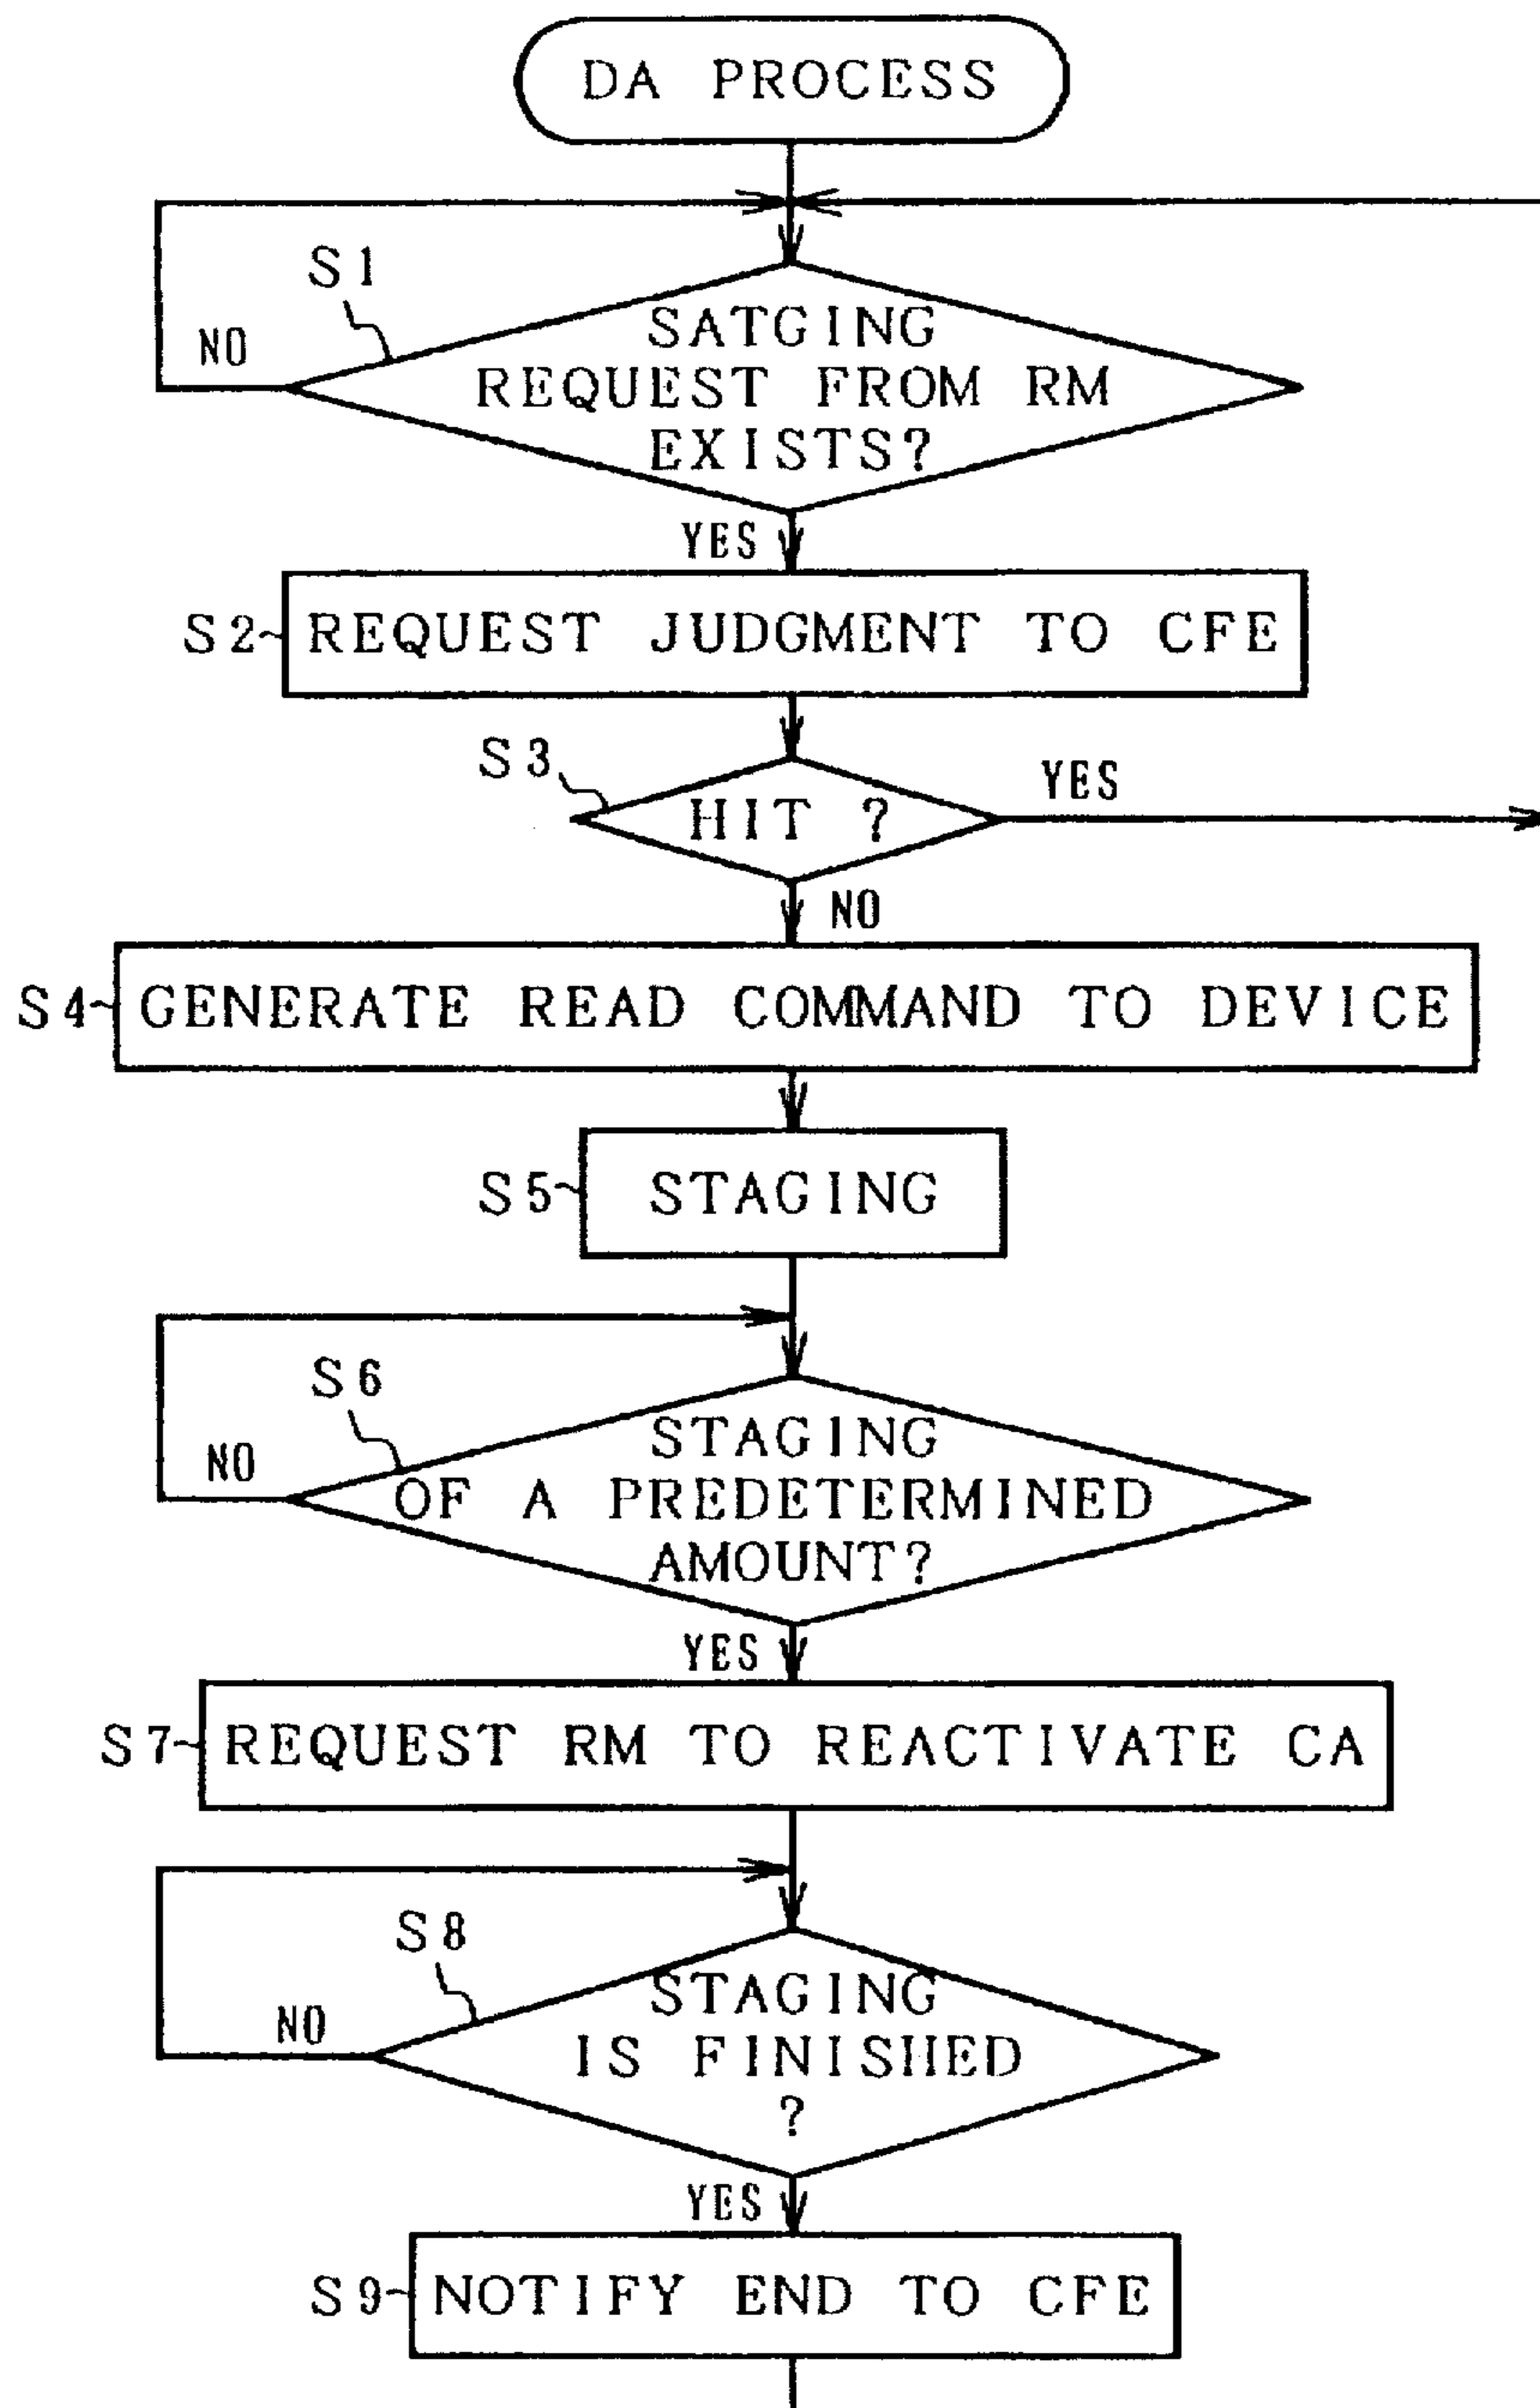 DA PROCESS
S1
NO
SATGING
REQUEST FROM RM
EXISTS?
YES
S2
REQUEST JUDGMENT TO CFE
S3
HIT ?
YES
NO
S4
GENERATE READ COMMAND TO DEVICE
S5
STAGING
S6
NO
STAGING
OF A PREDETERMINED
AMOUNT?
YES
S7
REQUEST RM TO REACTIVATE CA
S8
NO
STAGING
IS FINISHED
?
YES
S9
NOTIFY END TO CFE